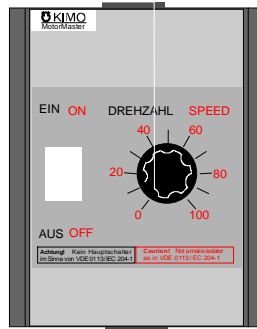 KIMO
MotorMaster
EIN ON DREHZAHL SPEED
40 60
20 80
0 100
AUS OFF
Achtung! Kein Hauptschalter
im Sinne von VDE 0113/IEC 204-1
Caution! Not a mains isolator
as in VDE 0113/IEC 204-1